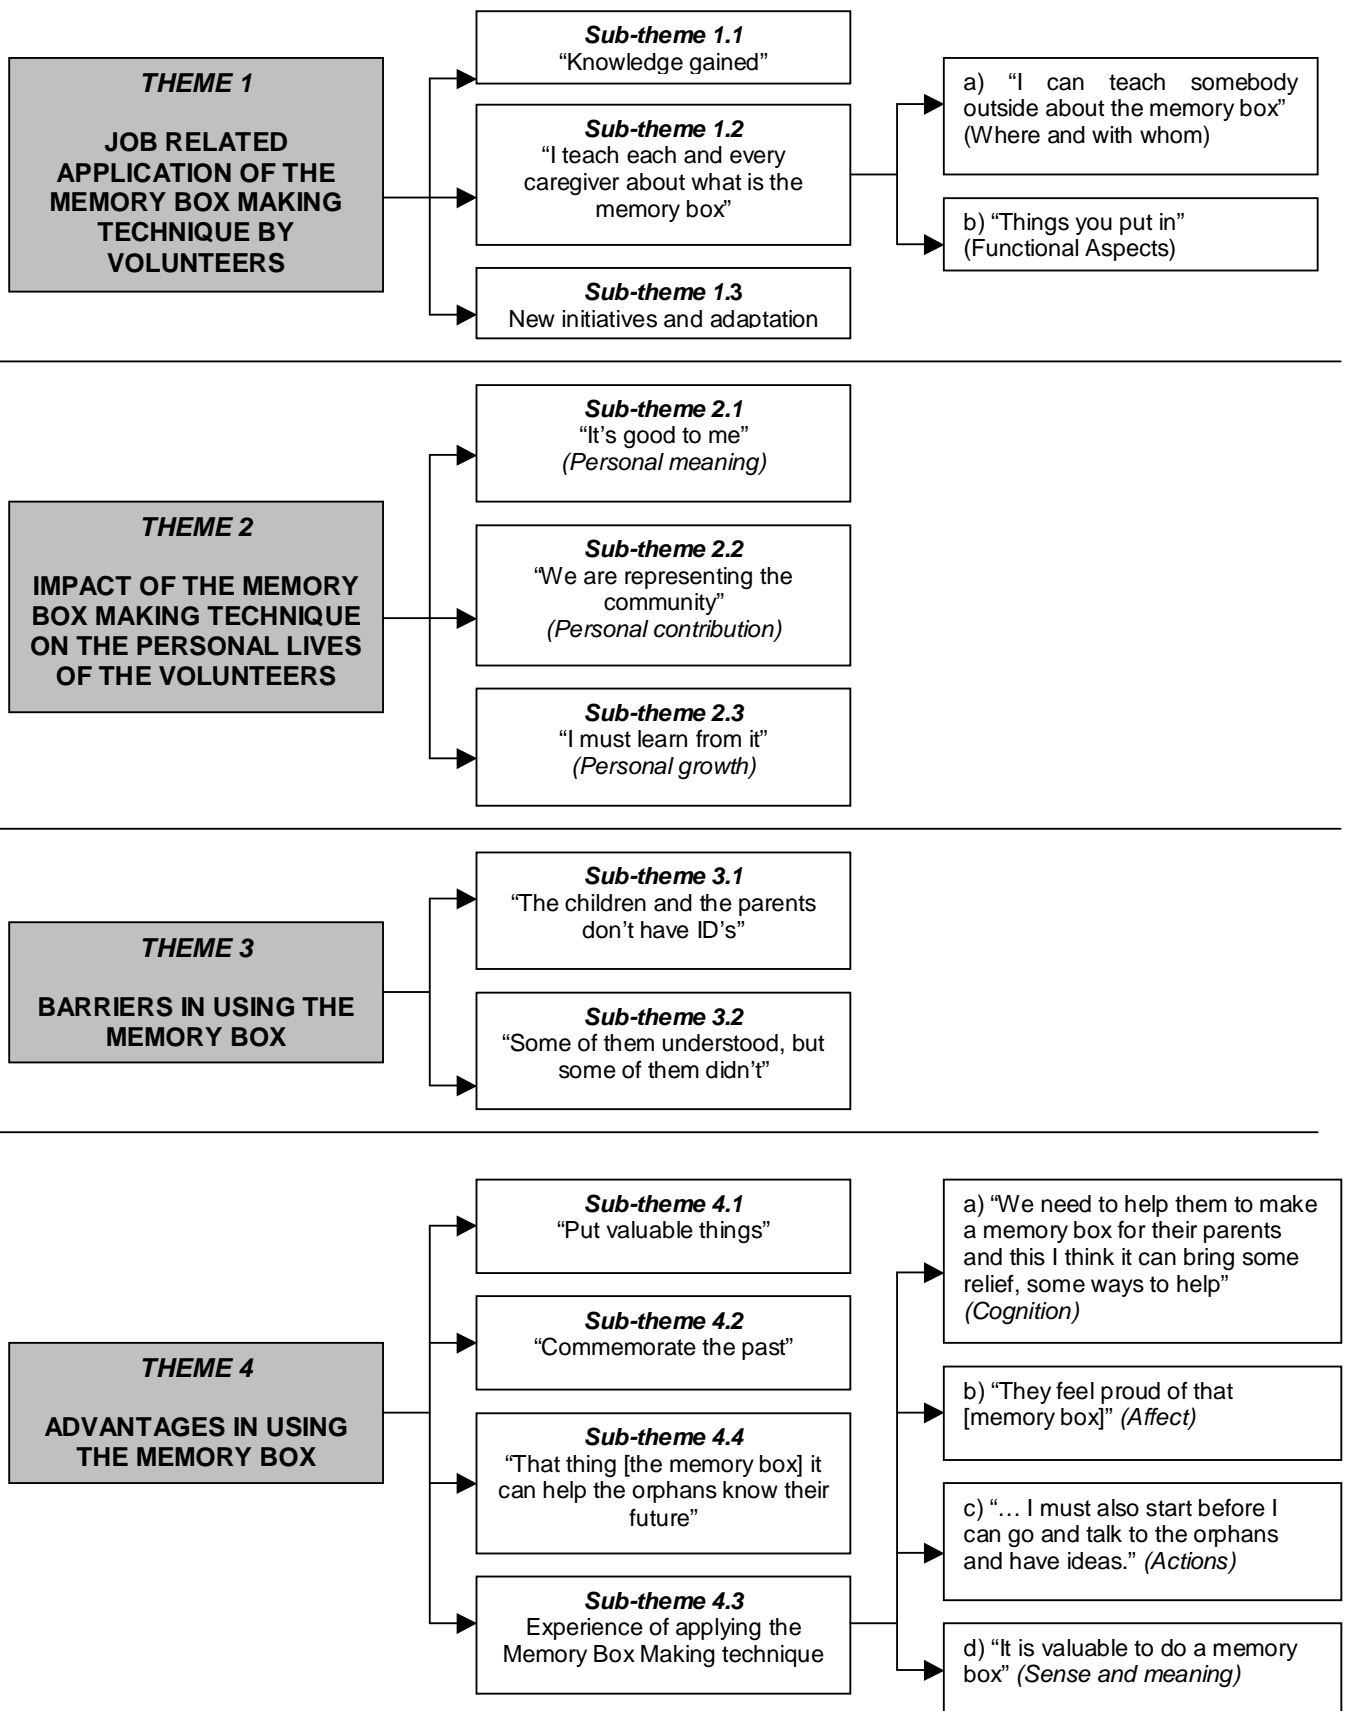 THEME 1
JOB RELATED
APPLICATION OF THE
MEMORY BOX MAKING
TECHNIQUE BY
VOLUNTEERS
Sub-theme 1.1
“Knowledge gained”
Sub-theme 1.2
“I teach each and every
caregiver about what is the
memory box”
a) “I can teach somebody
outside about the memory box”
(Where and with whom)
b) “Things you put in”
(Functional Aspects)
Sub-theme 1.3
New initiatives and adaptation
THEME 2
IMPACT OF THE MEMORY
BOX MAKING TECHNIQUE
ON THE PERSONAL LIVES
OF THE VOLUNTEERS
Sub-theme 2.1
“It’s good to me”
(Personal meaning)
Sub-theme 2.2
“We are representing the
community”
(Personal contribution)
Sub-theme 2.3
“I must learn from it”
(Personal growth)
THEME 3
BARRIERS IN USING THE
MEMORY BOX
Sub-theme 3.1
“The children and the parents
don’t have ID’s”
Sub-theme 3.2
“Some of them understood, but
some of them didn’t”
THEME 4
ADVANTAGES IN USING
THE MEMORY BOX
Sub-theme 4.1
“Put valuable things”
Sub-theme 4.2
“Commemorate the past”
Sub-theme 4.4
“That thing [the memory box] it
can help the orphans know their
future”
Sub-theme 4.3
Experience of applying the
Memory Box Making technique
a) “We need to help them to make
a memory box for their parents
and this I think it can bring some
relief, some ways to help”
(Cognition)
b) “They feel proud of that
[memory box]” (Affect)
c) “… I must also start before I
can go and talk to the orphans
and have ideas.” (Actions)
d) “It is valuable to do a memory
box” (Sense and meaning)